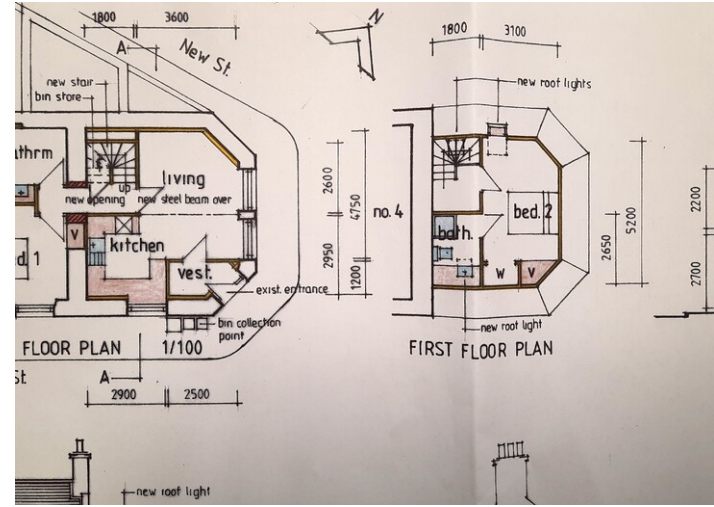 1800
3600
A
New St.
N
new stair
bin store
athrm
living
up
new opening
new steel beam over
v
kitchen
d. 1
vest.
exist. entrance
bin collection
point
2600
4750
2950
1200
FLOOR PLAN 1/100
St.
A
2900
2500
1800
3100
new roof lights
no. 4
bed. 2
bath.
W
V
new roof light
2650
5200
2200
2700
FIRST FLOOR PLAN
new roof light